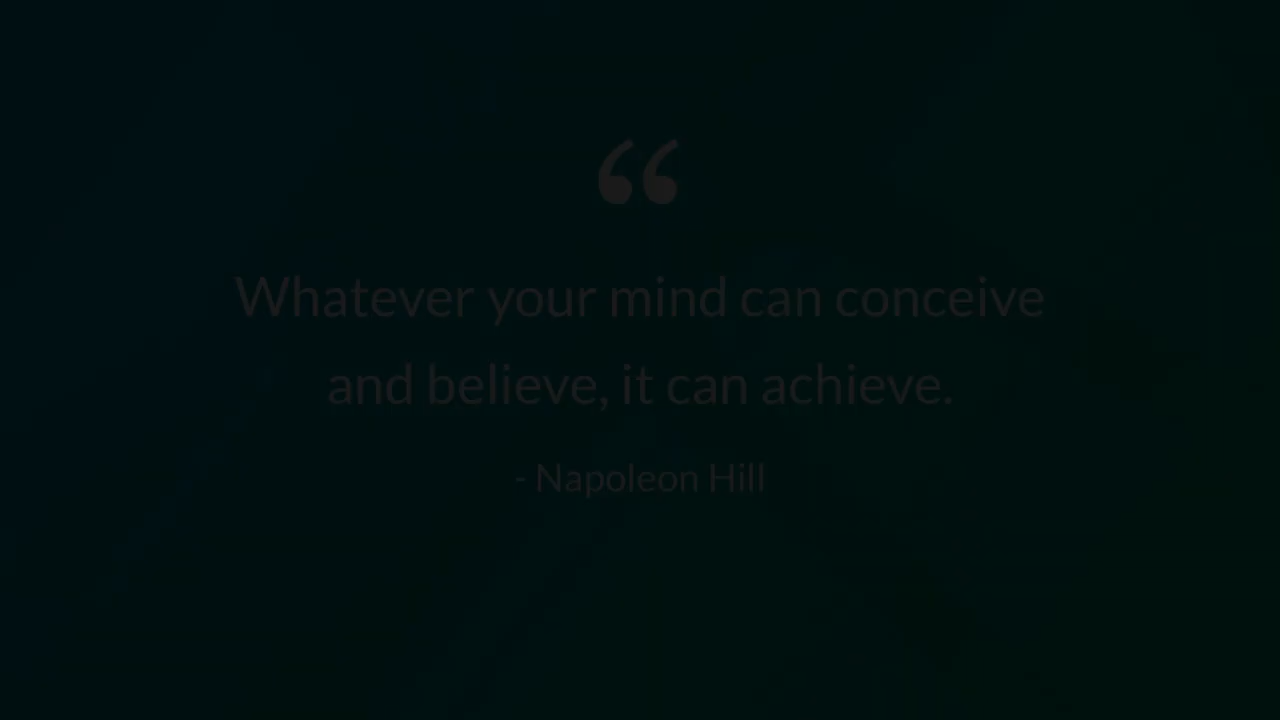 “
Whatever your mind can conceive
and believe, it can achieve.
- Napoleon Hill